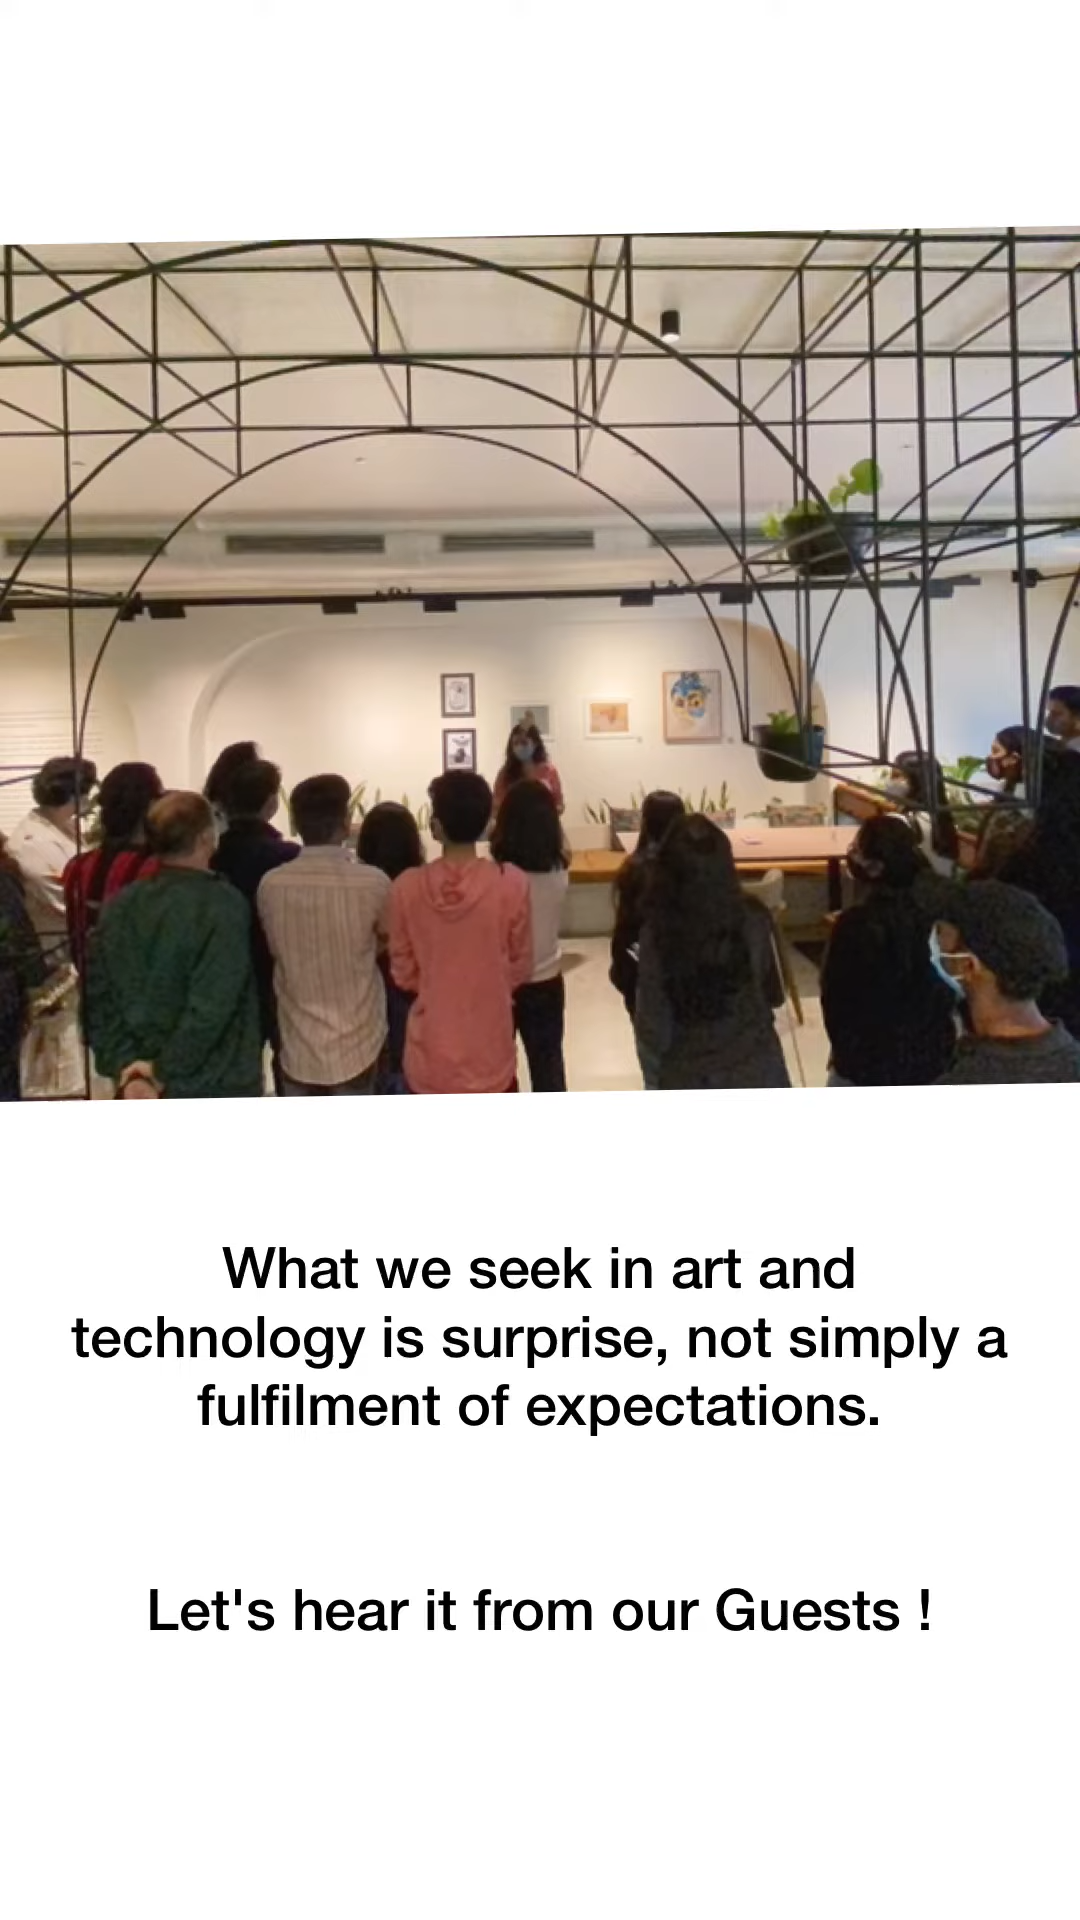 What we seek in art and
technology is surprise, not simply a
fulfilment of expectations.
Let's hear it from our Guests !